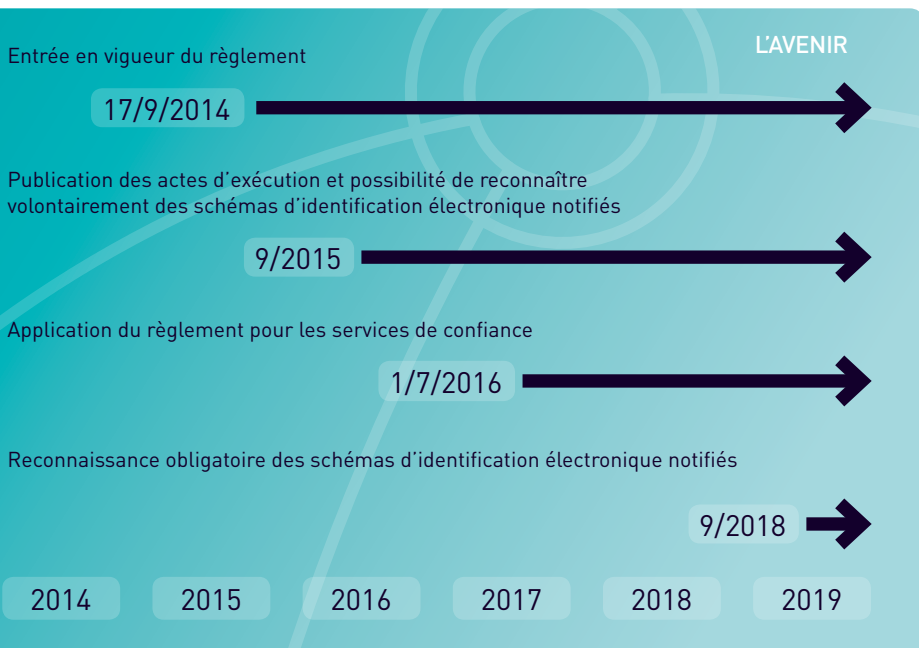 L'AVENIR
Entrée en vigueur du règlement
17/9/2014
Publication des actes d'exécution et possibilité de reconnaître
volontairement des schémas d'identification électronique notifiés
9/2015
Application du règlement pour les services de confiance
1/7/2016
Reconnaissance obligatoire des schémas d'identification électronique notifiés
9/2018
2014 2015 2016 2017 2018 2019